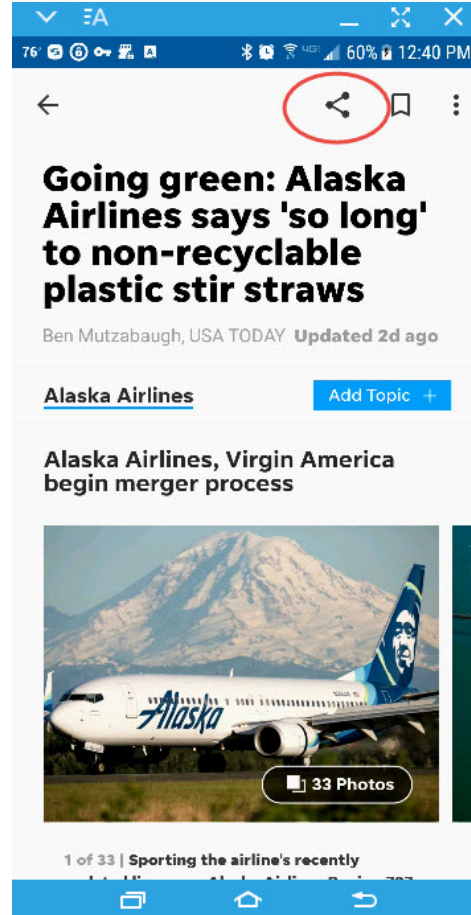 EA
76° 4G 60% 12:40 PM
Going green: Alaska
Airlines says 'so long'
to non-recyclable
plastic stir straws
Ben Mutzabaugh, USA TODAY Updated 2d ago
Alaska Airlines
Add Topic +
Alaska Airlines, Virgin America
begin merger process
Alaska
33 Photos
1 of 33 | Sporting the airline's recently